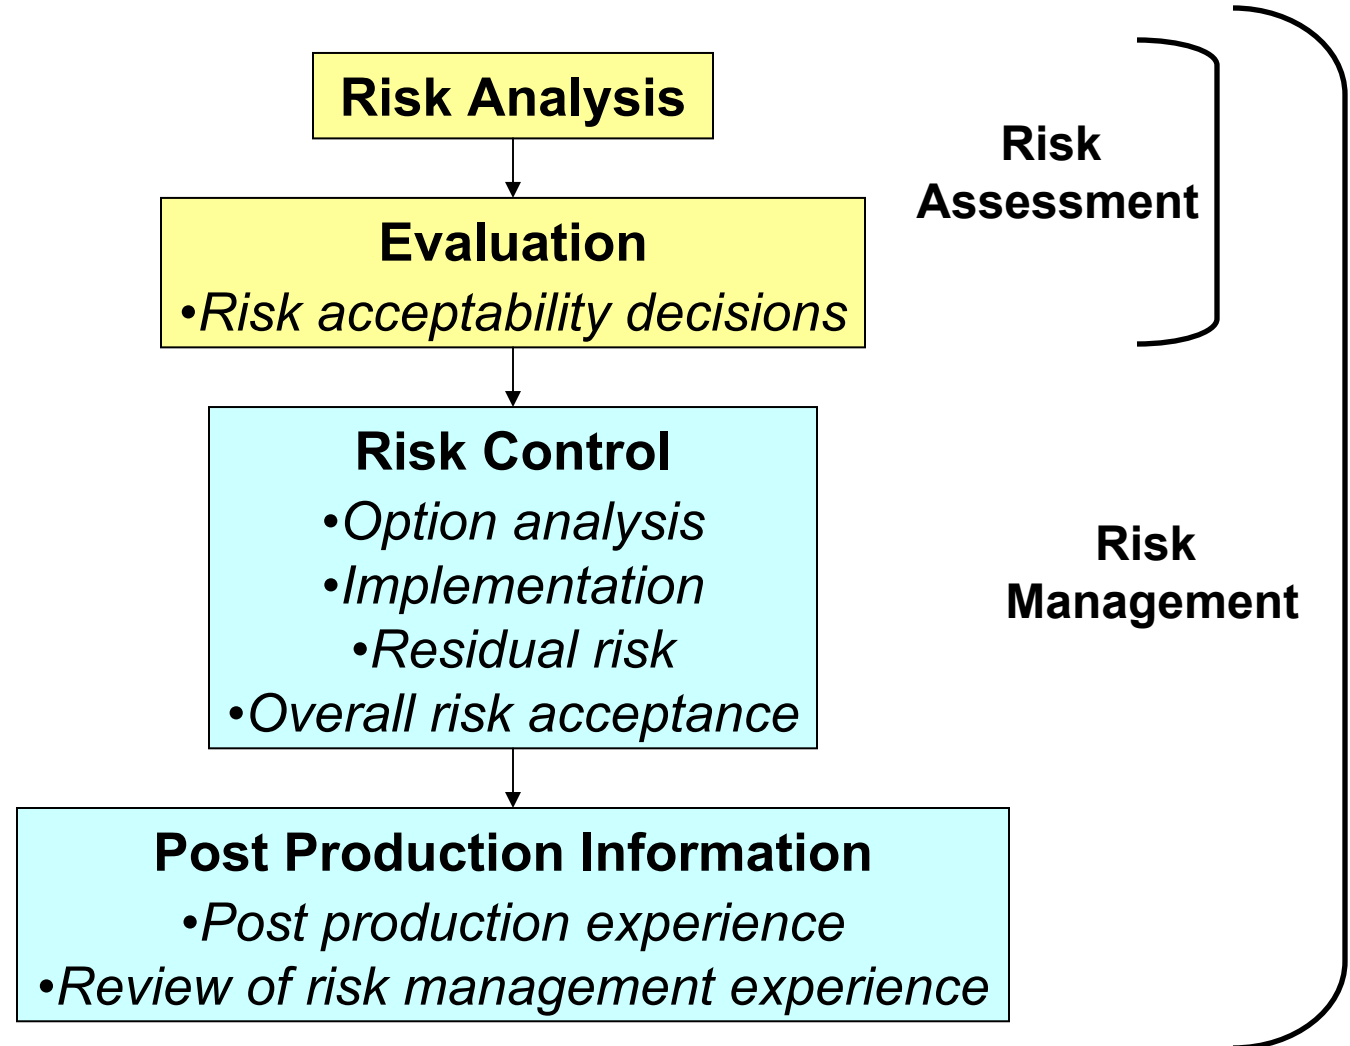 Risk Analysis
Evaluation
•Risk acceptability decisions
Risk
Assessment
Risk Control
•Option analysis
•Implementation
•Residual risk
•Overall risk acceptance
Risk
Management
Post Production Information
•Post production experience
•Review of risk management experience